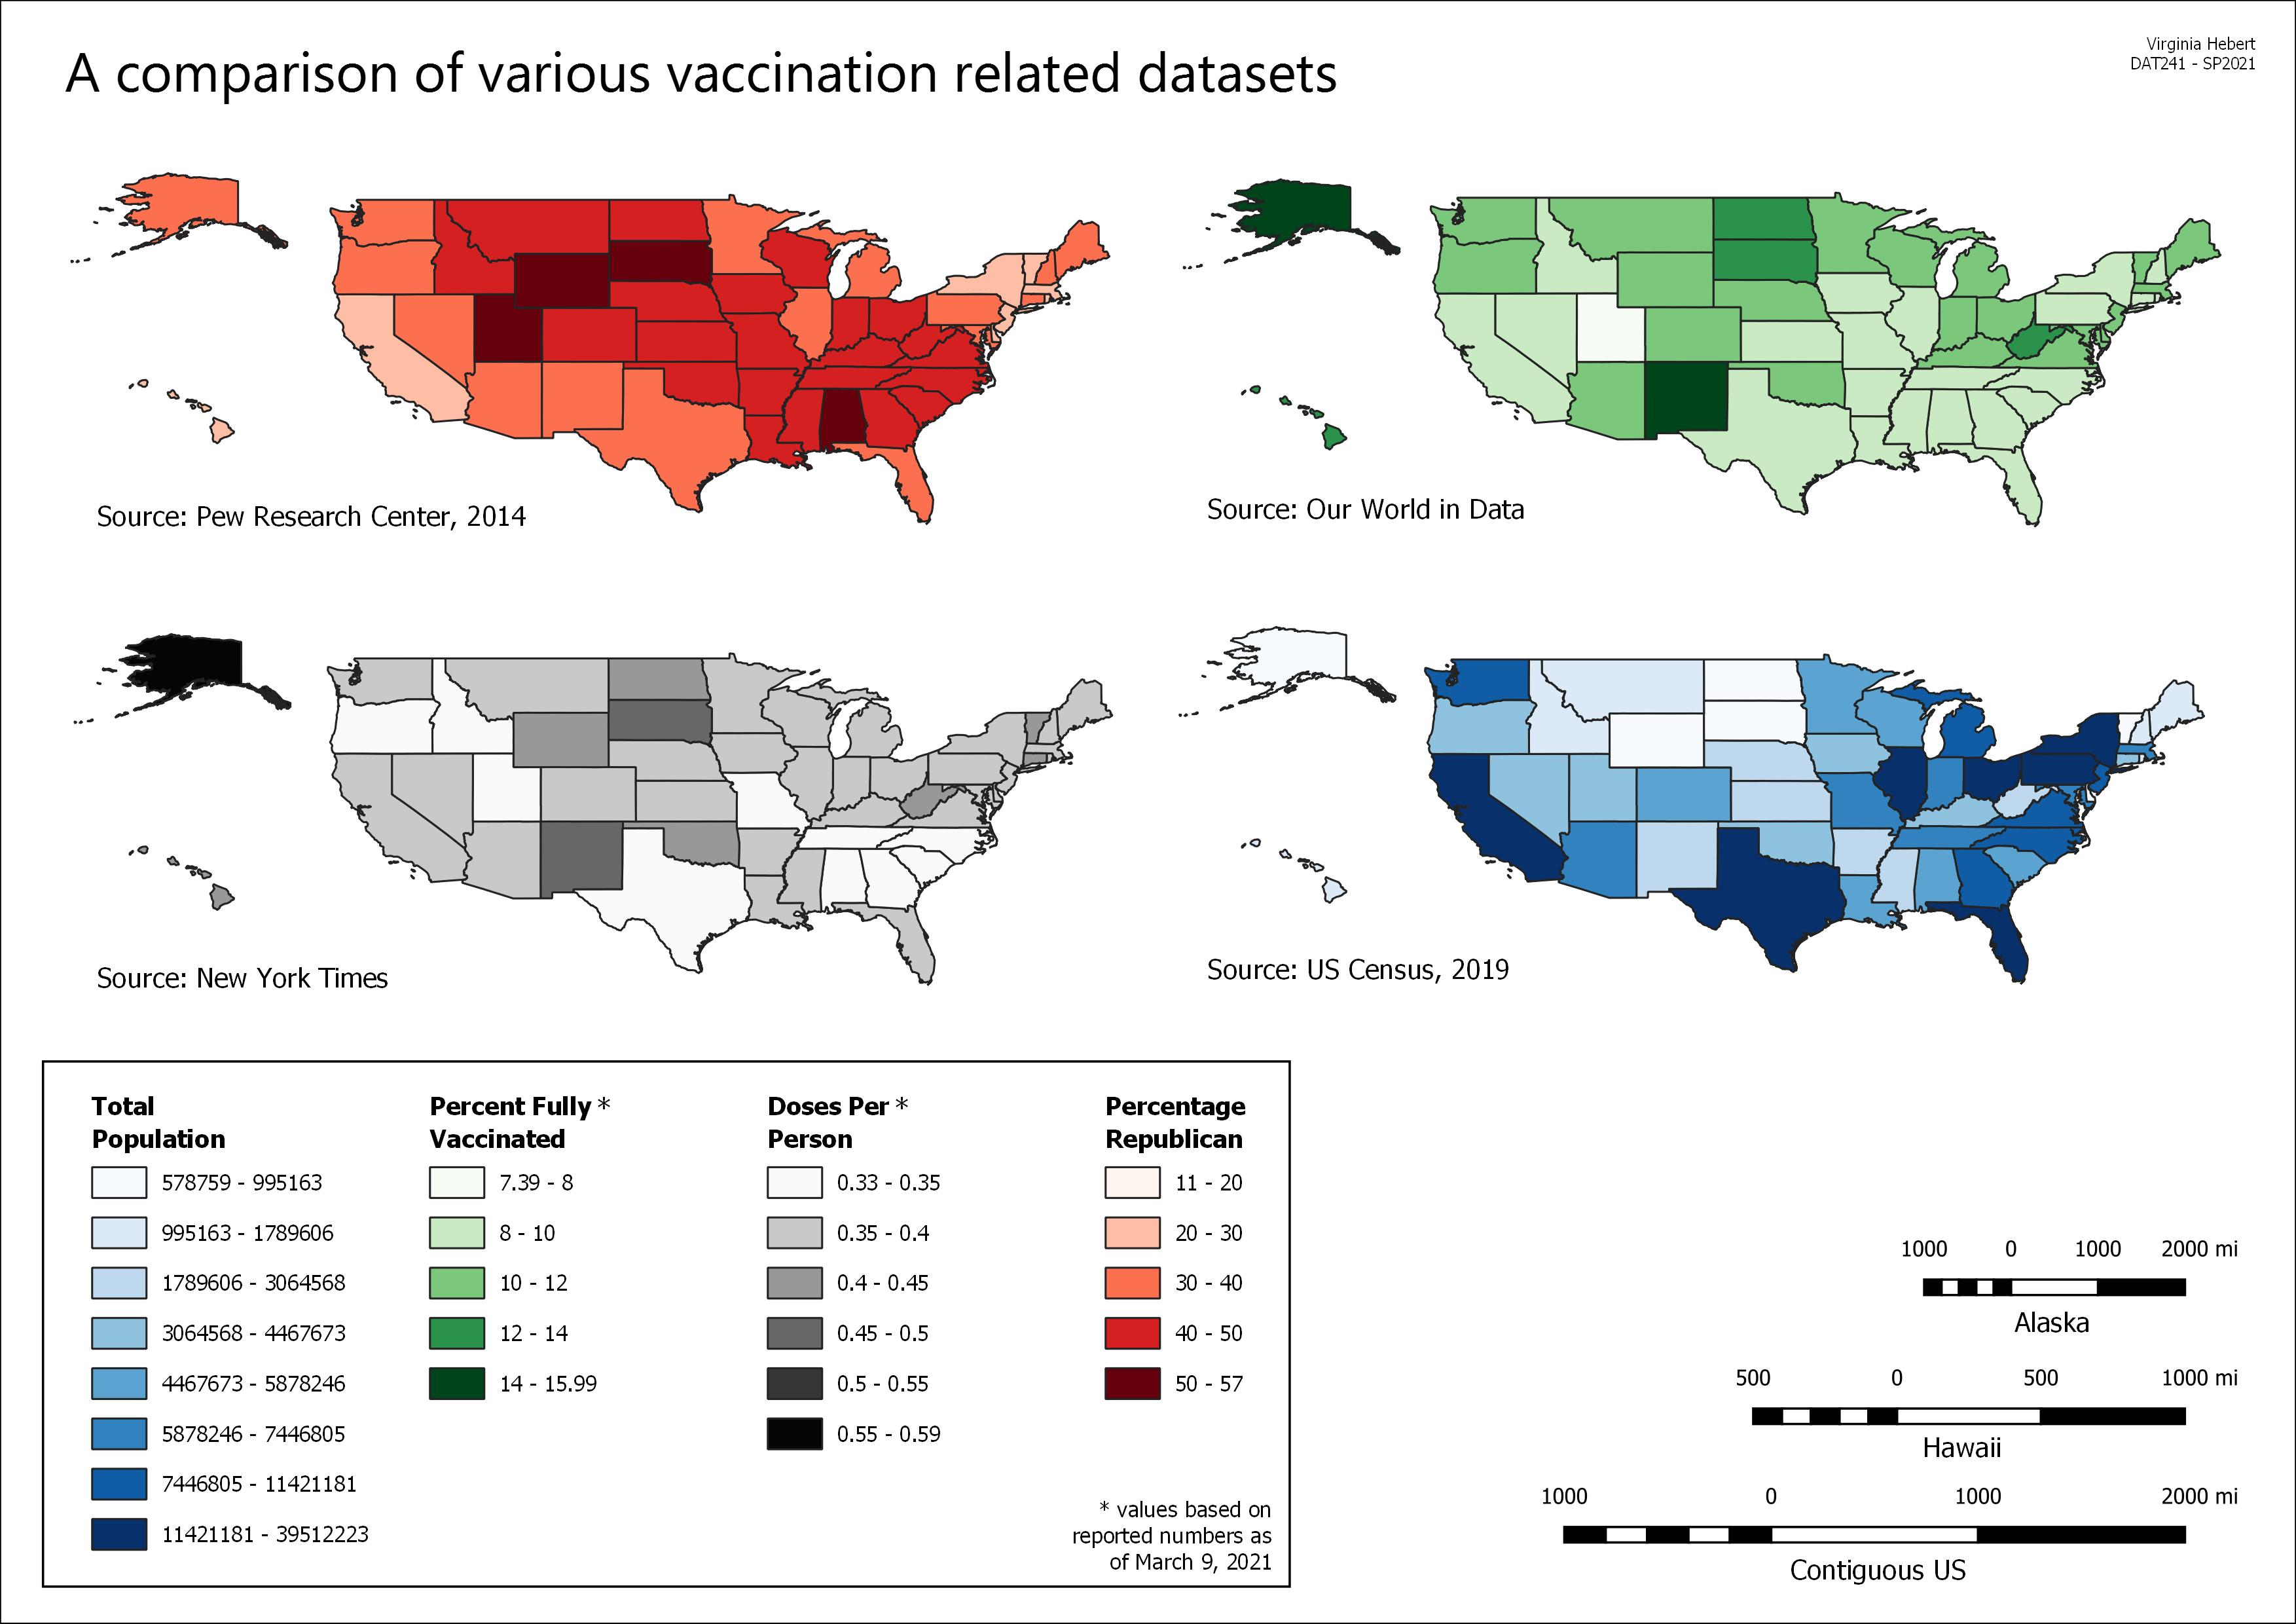 A comparison of various vaccination related datasets
Virginia Hebert
DAT241 - SP2021
Source: Pew Research Center, 2014
Source: Our World in Data
Source: New York Times
Source: US Census, 2019
Total
Population
578759 - 995163
995163 - 1789606
1789606 - 3064568
3064568 - 4467673
4467673 - 5878246
5878246 - 7446805
7446805 - 11421181
11421181 - 39512223
Percent Fully *
Vaccinated
7.39 - 8
8 - 10
10 - 12
12 - 14
14 - 15.99
Doses Per *
Person
0.33 - 0.35
0.35 - 0.4
0.4 - 0.45
0.45 - 0.5
0.5 - 0.55
0.55 - 0.59
Percentage
Republican
11 - 20
20 - 30
30 - 40
40 - 50
50 - 57
* values based on
reported numbers as
of March 9, 2021
1000 0 1000 2000 mi
Alaska
500 0 500 1000 mi
Hawaii
1000 0 1000 2000 mi
Contiguous US